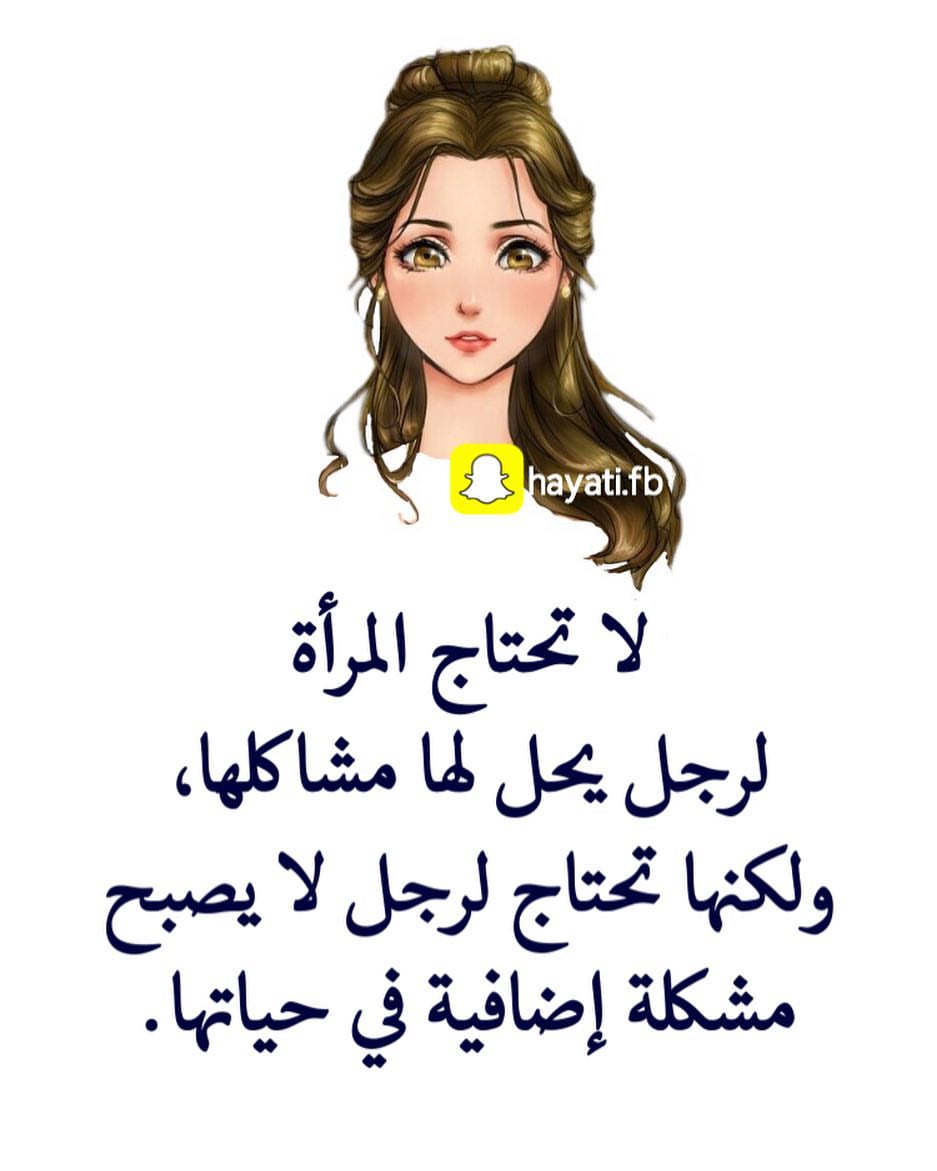 hayati.fb
لا تحتاج المرأة
لرجل يحل لها مشاكلها،
ولكنها تحتاج لرجل لا يصبح
مشكلة إضافية في حياتها.